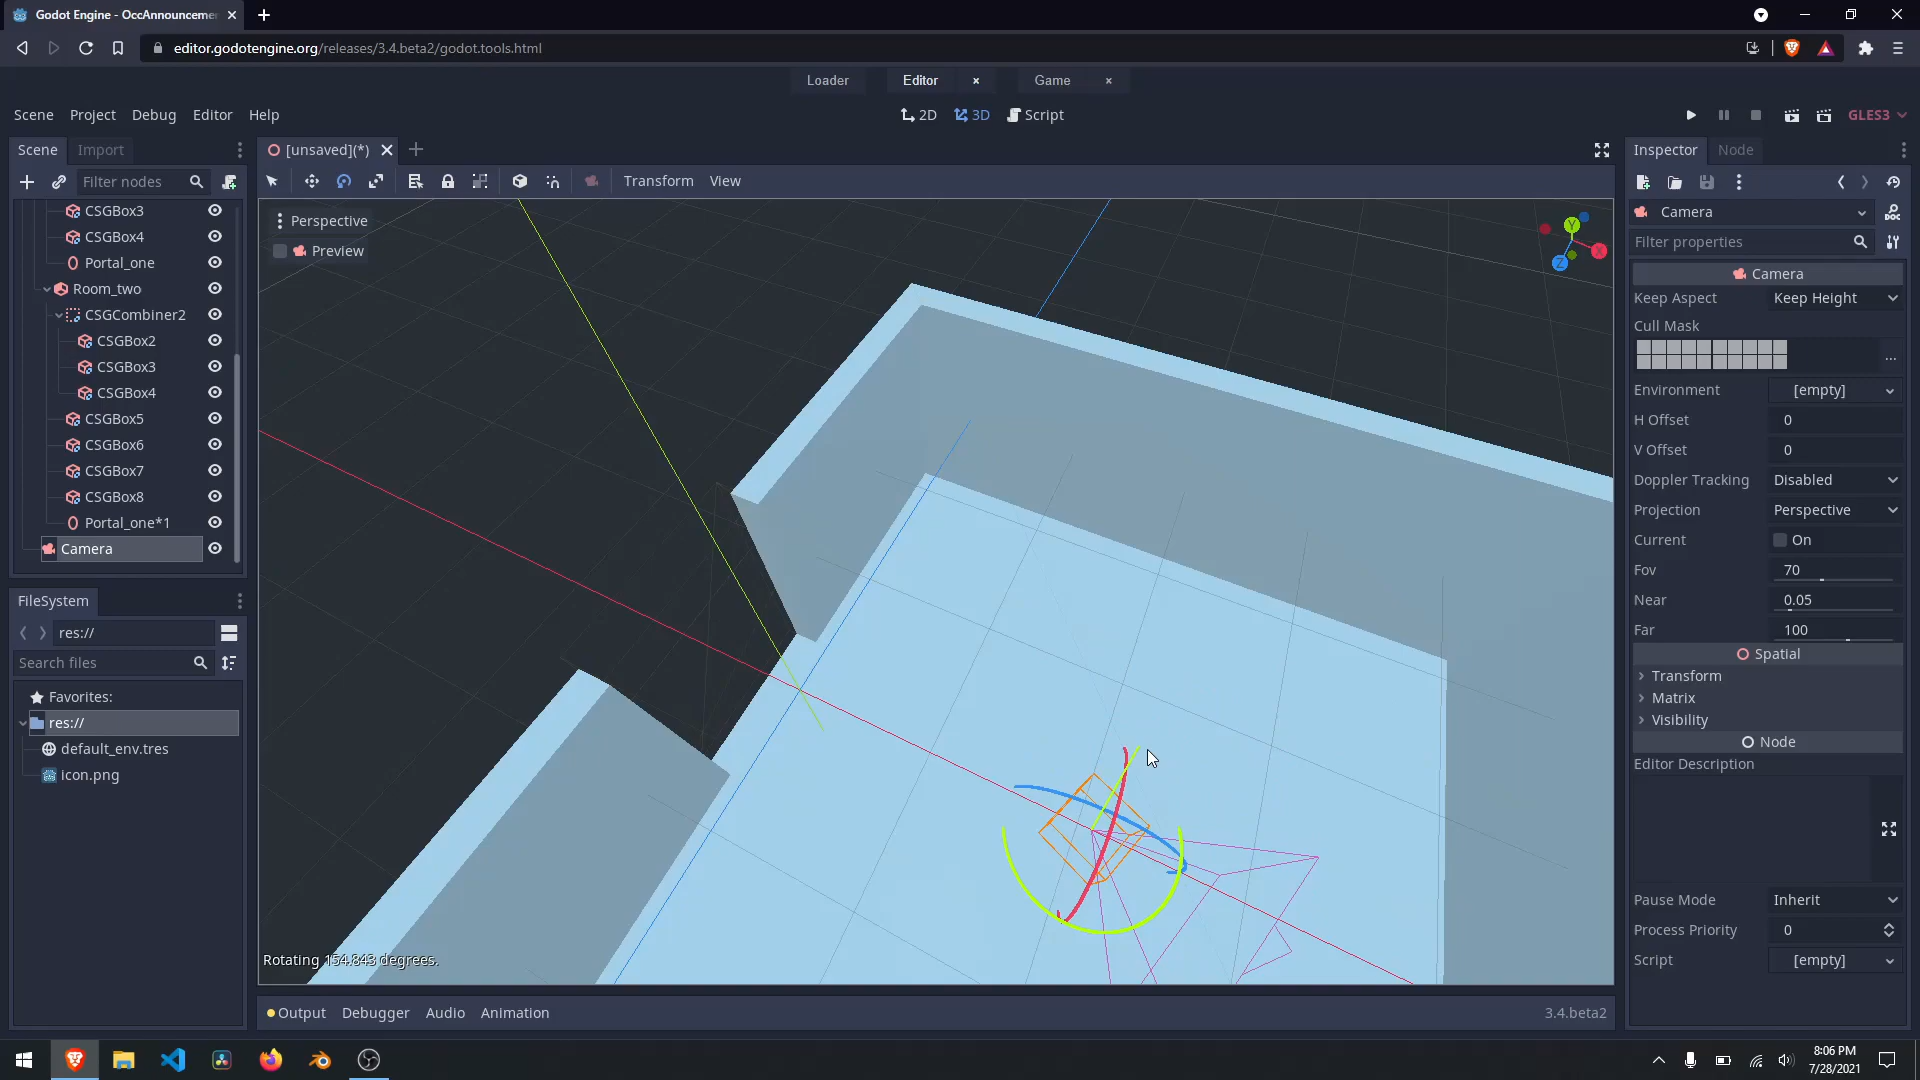 Godot Engine - OccAnnounceme
editor.godotengine.org/releases/3.4.beta2/godot.tools.html
Loader
Editor
Game
Scene
Project
Debug
Editor
Help
2D
3D
Script
GLES3
Scene
Import
[unsaved](*)
Inspector
Node
Filter nodes
Transform
View
CSGBox3
CSGBox4
Portal_one
Room_two
CSGCombiner2
CSGBox2
CSGBox3
CSGBox4
CSGBox5
CSGBox6
CSGBox7
CSGBox8
Portal_one*1
Camera
FileSystem
res://
Search files
Favorites:
res://
default_env.tres
icon.png
Perspective
Preview
Y
X
Z
Rotating 154.843 degrees.
Output
Debugger
Audio
Animation
3.4.beta2
Camera
Filter properties
Camera
Keep Aspect
Keep Height
Cull Mask
...
Environment
[empty]
H Offset
0
V Offset
0
Doppler Tracking
Disabled
Projection
Perspective
Current
On
Fov
70
Near
0.05
Far
100
Spatial
Transform
Matrix
Visibility
Node
Editor Description
Pause Mode
Inherit
Process Priority
0
Script
[empty]
8:06 PM
7/28/2021